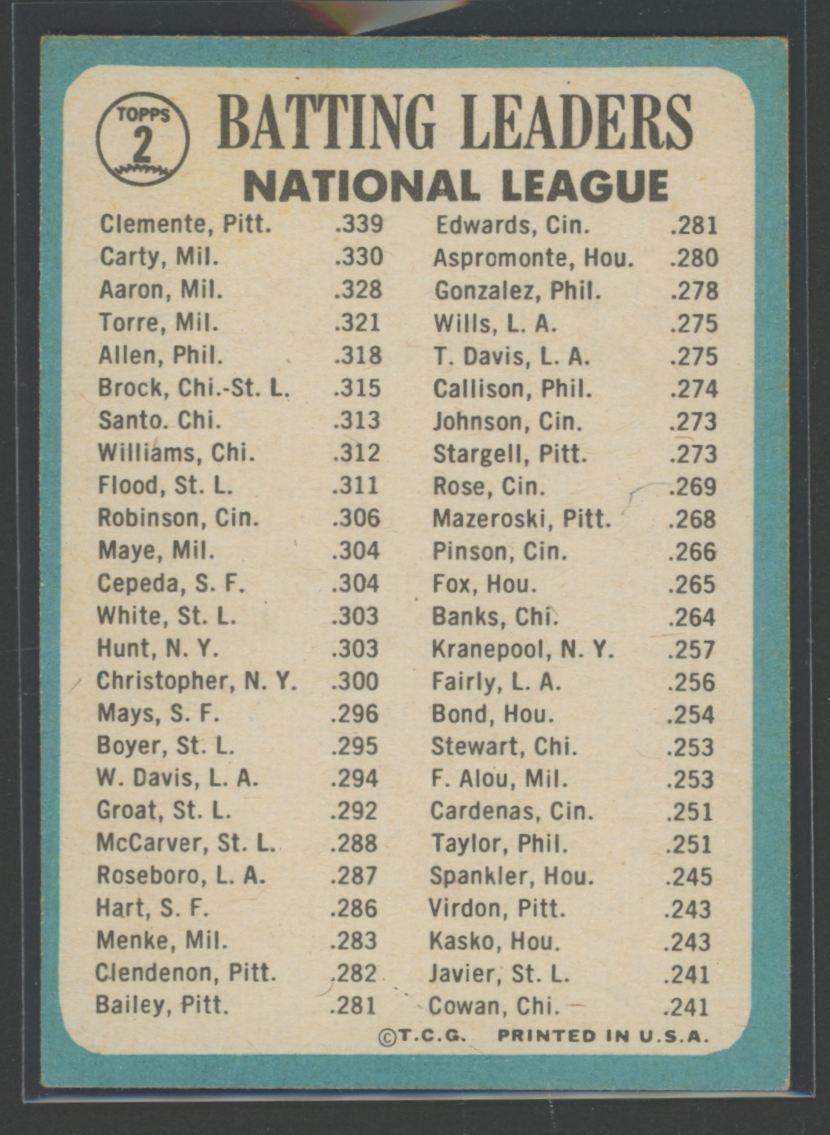 TOPPS
2
BATTING LEADERS
NATIONAL LEAGUE
Clemente, Pitt. .339
Carty, Mil. .330
Aaron, Mil. .328
Torre, Mil. .321
Allen, Phil. .318
Brock, Chi.-St. L. .315
Santo. Chi. .313
Williams, Chi. .312
Flood, St. L. .311
Robinson, Cin. .306
Maye, Mil. .304
Cepeda, S. F. .304
White, St. L. .303
Hunt, N. Y. .303
Christopher, N. Y. .300
Mays, S. F. .296
Boyer, St. L. .295
W. Davis, L. A. .294
Groat, St. L. .292
McCarver, St. L. .288
Roseboro, L. A. .287
Hart, S. F. .286
Menke, Mil. .283
Clendenon, Pitt. .282
Bailey, Pitt. .281
Edwards, Cin. .281
Aspromonte, Hou. .280
Gonzalez, Phil. .278
Wills, L. A. .275
T. Davis, L. A. .275
Callison, Phil. .274
Johnson, Cin. .273
Stargell, Pitt. .273
Rose, Cin. .269
Mazeroski, Pitt. .268
Pinson, Cin. .266
Fox, Hou. .265
Banks, Chi. .264
Kranepool, N. Y. .257
Fairly, L. A. .256
Bond, Hou. .254
Stewart, Chi. .253
F. Alou, Mil. .253
Cardenas, Cin. .251
Taylor, Phil. .251
Spankler, Hou. .245
Virdon, Pitt. .243
Kasko, Hou. .243
Javier, St. L. .241
Cowan, Chi. .241
©T.C.G. PRINTED IN U.S.A.